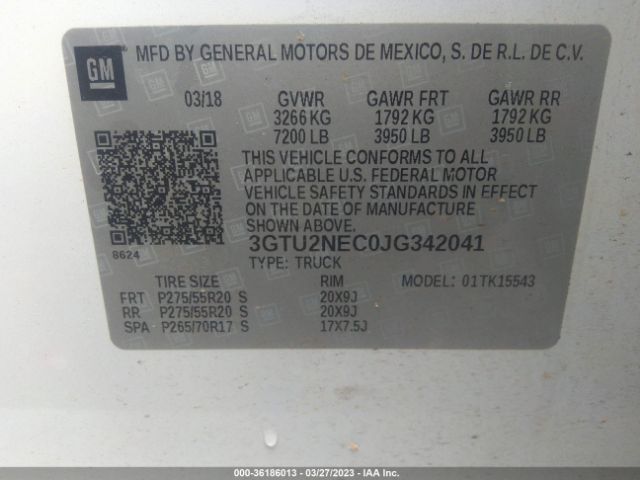 GM
MFD BY GENERAL MOTORS DE MEXICO, S. DE R.L. DE C.V.
03/18 GVWR GAWR FRT GAWR RR
3266 KG 1792 KG 1792 KG
7200 LB 3950 LB 3950 LB
THIS VEHICLE CONFORMS TO ALL
APPLICABLE U.S. FEDERAL MOTOR
VEHICLE SAFETY STANDARDS IN EFFECT
ON THE DATE OF MANUFACTURE
SHOWN ABOVE.
3GTU2NEC0JG342041
8624 TYPE: TRUCK
TIRE SIZE RIM MODEL: 01TK15543
FRT P275/55R20 S 20X9J
RR P275/55R20 S 20X9J
SPA P265/70R17 S 17X7.5J
000-36186013 - 03/27/2023 - IAA Inc.